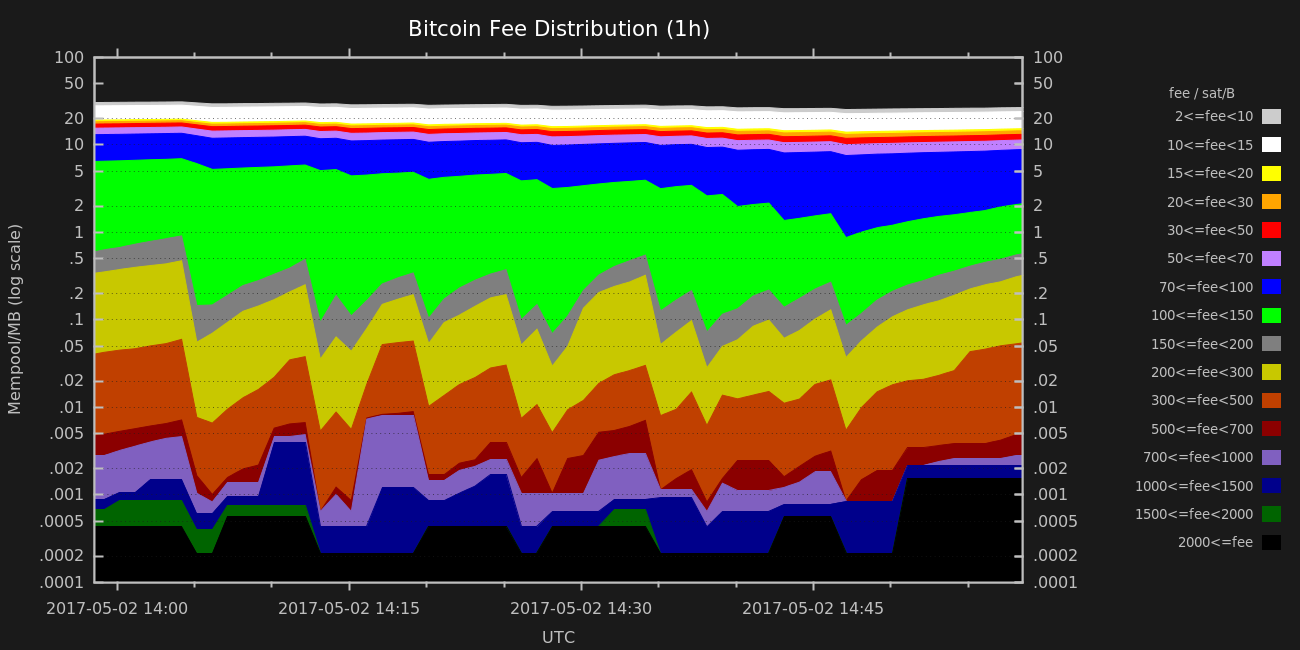 Bitcoin Fee Distribution (1h)
Mempool/MB (log scale)
100
50
20
10
5
2
1
.5
.2
.1
.05
.02
.01
.005
.002
.001
.0005
.0002
.0001
100
50
20
10
5
2
1
.5
.2
.1
.05
.02
.01
.005
.002
.001
.0005
.0002
.0001
2017-05-02 14:00 2017-05-02 14:15 2017-05-02 14:30 2017-05-02 14:45
UTC
fee / sat/B
2<=fee<10
10<=fee<15
15<=fee<20
20<=fee<30
30<=fee<50
50<=fee<70
70<=fee<100
100<=fee<150
150<=fee<200
200<=fee<300
300<=fee<500
500<=fee<700
700<=fee<1000
1000<=fee<1500
1500<=fee<2000
2000<=fee